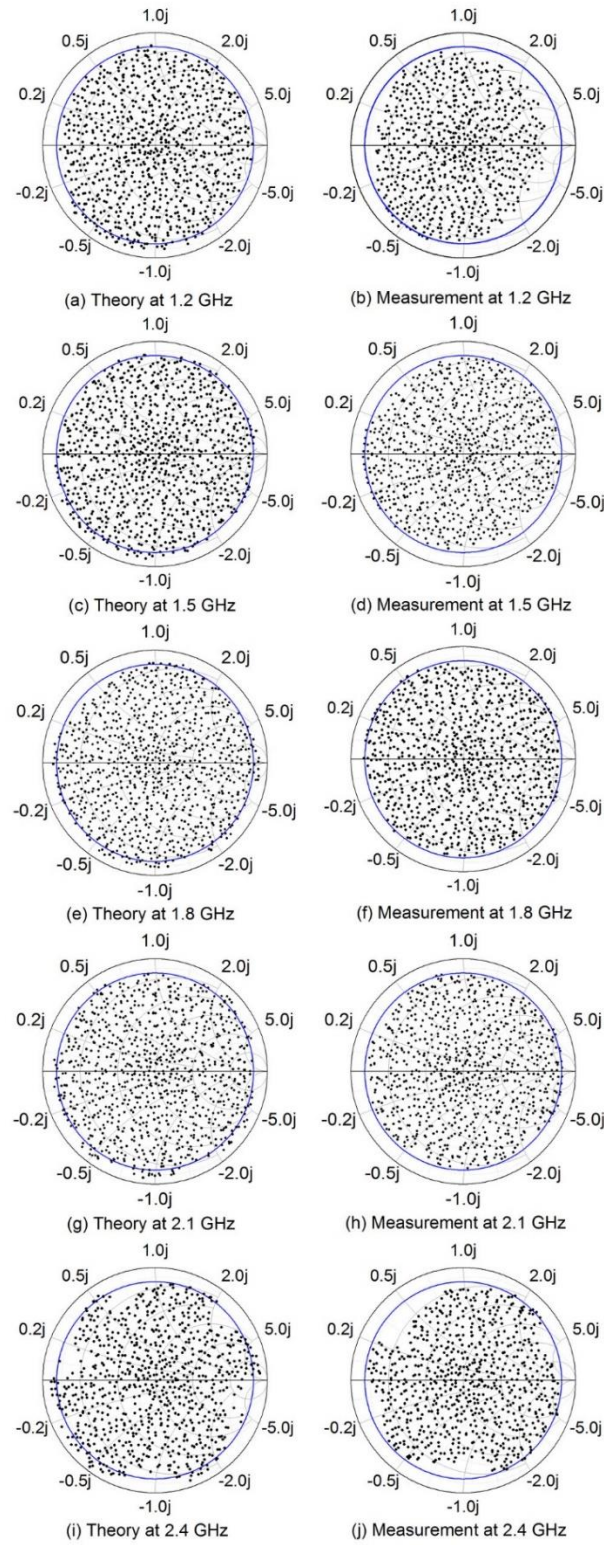 1.0j 1.0j
0.5j 2.0j 0.5j 2.0j
0.2j 5.0j 0.2j 5.0j
-0.2j -5.0j -0.2j -5.0j
-0.5j -2.0j -0.5j -2.0j
-1.0j -1.0j
(a) Theory at 1.2 GHz (b) Measurement at 1.2 GHz
1.0j 1.0j
0.5j 2.0j 0.5j 2.0j
0.2j 5.0j 0.2j 5.0j
-0.2j -5.0j -0.2j -5.0j
-0.5j -2.0j -0.5j -2.0j
-1.0j -1.0j
(c) Theory at 1.5 GHz (d) Measurement at 1.5 GHz
1.0j 1.0j
0.5j 2.0j 0.5j 2.0j
0.2j 5.0j 0.2j 5.0j
-0.2j -5.0j -0.2j -5.0j
-0.5j -2.0j -0.5j -2.0j
-1.0j -1.0j
(e) Theory at 1.8 GHz (f) Measurement at 1.8 GHz
1.0j 1.0j
0.5j 2.0j 0.5j 2.0j
0.2j 5.0j 0.2j 5.0j
-0.2j -5.0j -0.2j -5.0j
-0.5j -2.0j -0.5j -2.0j
-1.0j -1.0j
(g) Theory at 2.1 GHz (h) Measurement at 2.1 GHz
1.0j 1.0j
0.5j 2.0j 0.5j 2.0j
0.2j 5.0j 0.2j 5.0j
-0.2j -5.0j -0.2j -5.0j
-0.5j -2.0j -0.5j -2.0j
-1.0j -1.0j
(i) Theory at 2.4 GHz (j) Measurement at 2.4 GHz